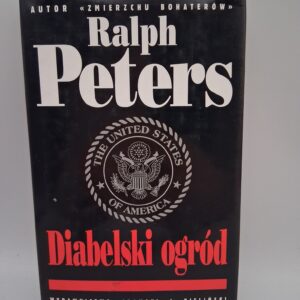 AUTOR «ZMIERZCHU BOHATERÓW»
Ralph
Peters
THE UNITED STATES
OF AMERICA
Diabelski ogród